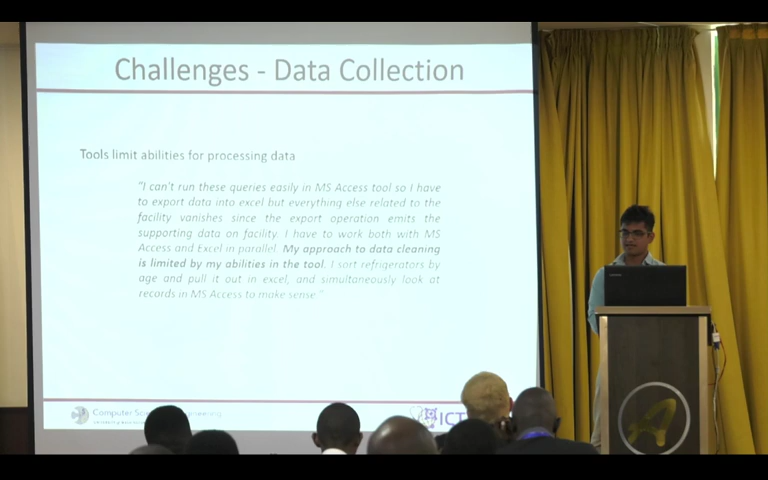 Challenges - Data Collection
Tools limit abilities for processing data
"I can't run these queries easily in MS Access tool so I have
to export data into excel but everything else related to the
facility vanishes since the export operation emits the
supporting data on facility. I have to work both with MS
Access and Excel in parallel. My approach to data cleaning
is limited by my abilities in the tool. I sort refrigerators by
age and pull it out in excel, and simultaneously look at
records in MS Access to make sense."
Computer Science
ICT